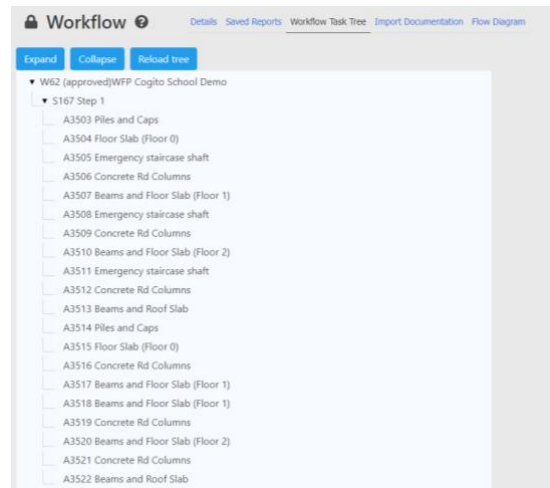 Workflow ?
Details Saved Reports Workflow Task Tree Import Documentation Flow Diagram
Expand Collapse Reload tree
W62 (approved)WFP Cogito School Demo
S167 Step 1
A3503 Piles and Caps
A3504 Floor Slab (Floor 0)
A3505 Emergency staircase shaft
A3506 Concrete Rd Columns
A3507 Beams and Floor Slab (Floor 1)
A3508 Emergency staircase shaft
A3509 Concrete Rd Columns
A3510 Beams and Floor Slab (Floor 2)
A3511 Emergency staircase shaft
A3512 Concrete Rd Columns
A3513 Beams and Roof Slab
A3514 Piles and Caps
A3515 Floor Slab (Floor 0)
A3516 Concrete Rd Columns
A3517 Beams and Floor Slab (Floor 1)
A3518 Beams and Floor Slab (Floor 1)
A3519 Concrete Rd Columns
A3520 Beams and Floor Slab (Floor 2)
A3521 Concrete Rd Columns
A3522 Beams and Roof Slab